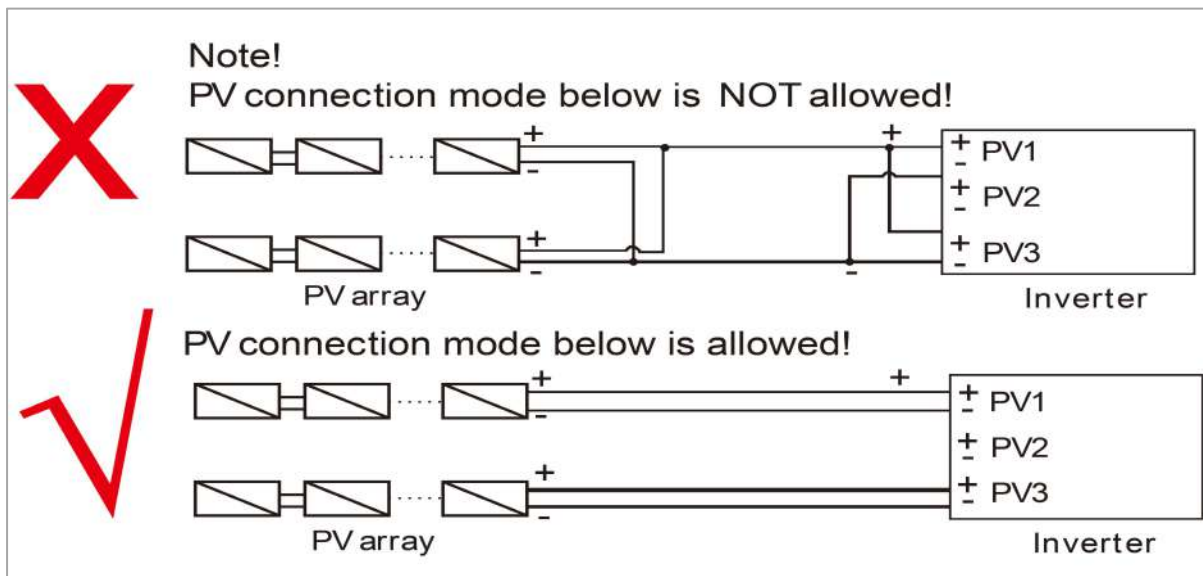 Note!
PV connection mode below is NOT allowed!
+ +
- + - PV1
+ - PV2
+
- - + - PV3
PV array
Inverter
PV connection mode below is allowed!
+ +
- + - PV1
+ - PV2
+
- + - PV3
PV array
Inverter